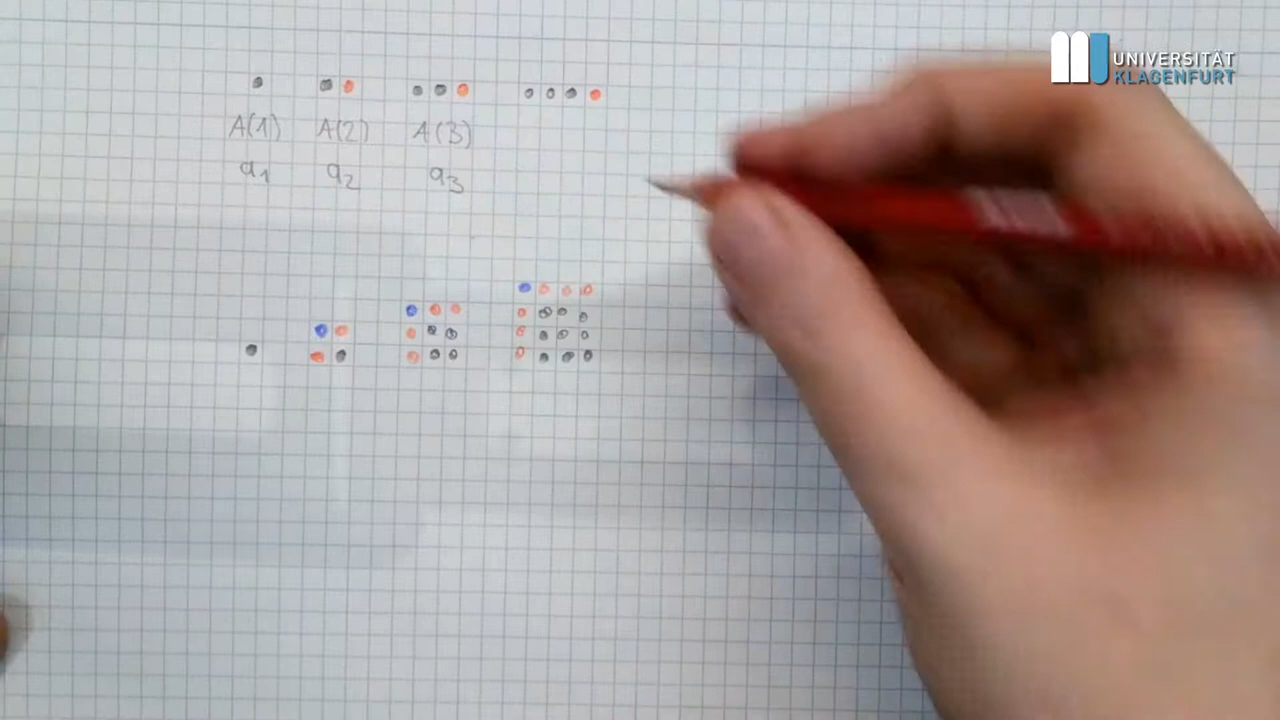 UNIVERSITÄT
KLAGENFURT
A(1) A(2) A(3)
a1 a2 a3